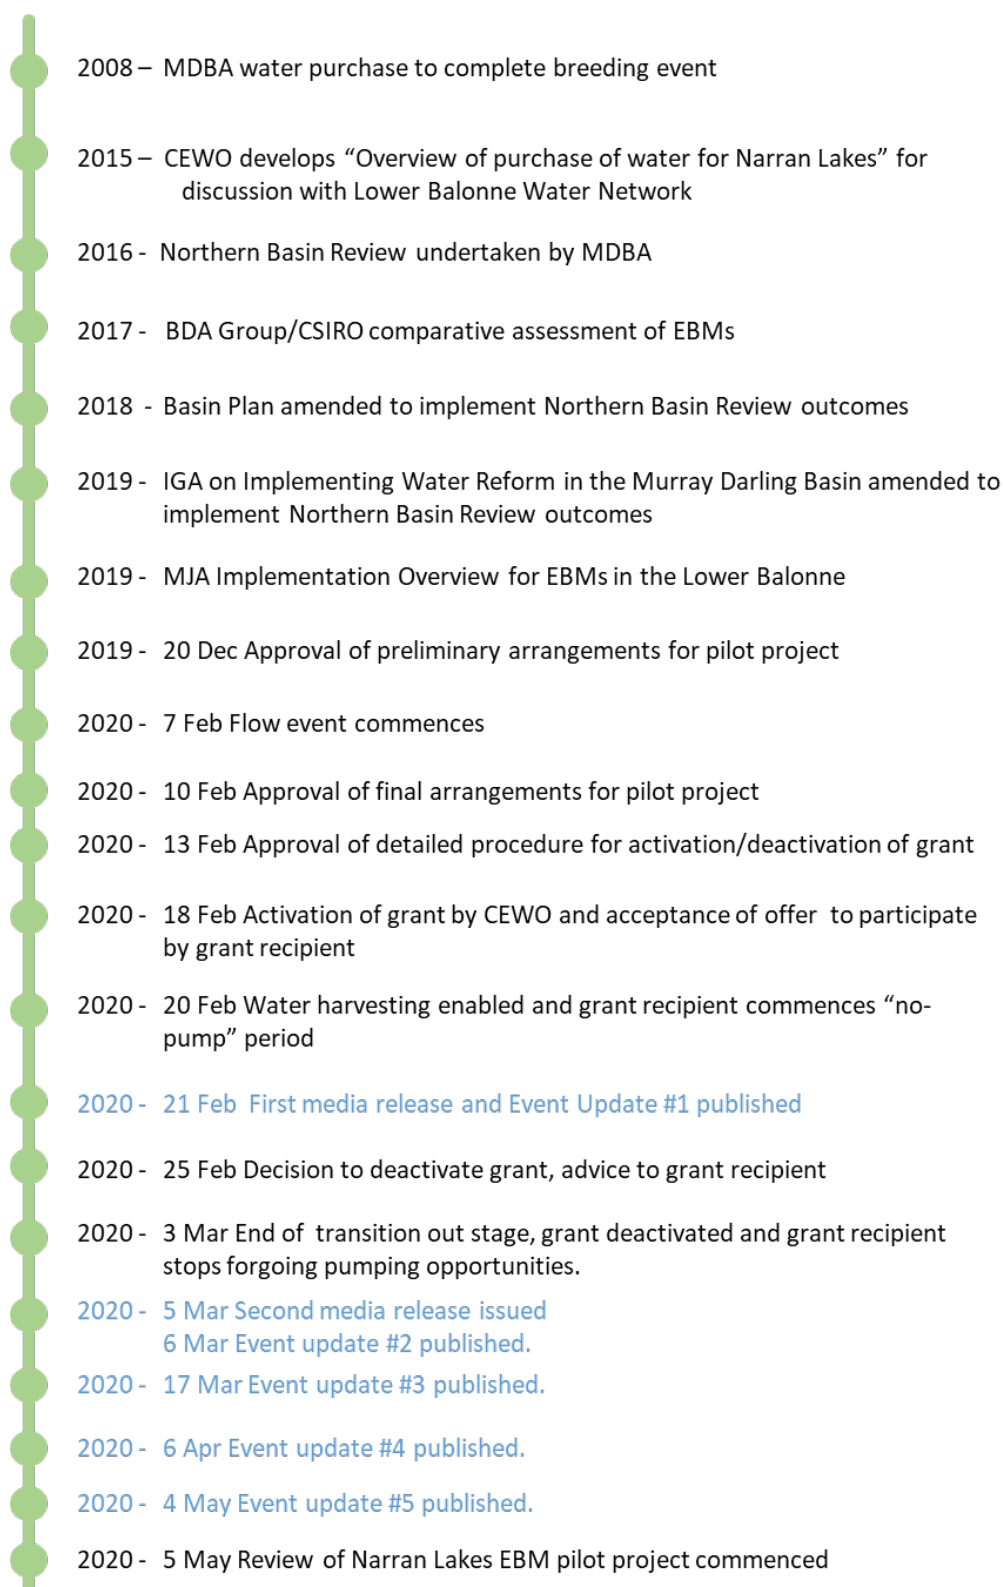 2008 – MDBA water purchase to complete breeding event
2015 – CEWO develops “Overview of purchase of water for Narran Lakes” for
discussion with Lower Balonne Water Network
2016 - Northern Basin Review undertaken by MDBA
2017 - BDA Group/CSIRO comparative assessment of EBMs
2018 - Basin Plan amended to implement Northern Basin Review outcomes
2019 - IGA on Implementing Water Reform in the Murray Darling Basin amended to
implement Northern Basin Review outcomes
2019 - MJA Implementation Overview for EBMs in the Lower Balonne
2019 - 20 Dec Approval of preliminary arrangements for pilot project
2020 - 7 Feb Flow event commences
2020 - 10 Feb Approval of final arrangements for pilot project
2020 - 13 Feb Approval of detailed procedure for activation/deactivation of grant
2020 - 18 Feb Activation of grant by CEWO and acceptance of offer to participate
by grant recipient
2020 - 20 Feb Water harvesting enabled and grant recipient commences “no-
pump” period
2020 - 21 Feb First media release and Event Update #1 published
2020 - 25 Feb Decision to deactivate grant, advice to grant recipient
2020 - 3 Mar End of transition out stage, grant deactivated and grant recipient
stops forgoing pumping opportunities.
2020 - 5 Mar Second media release issued
6 Mar Event update #2 published.
2020 - 17 Mar Event update #3 published.
2020 - 6 Apr Event update #4 published.
2020 - 4 May Event update #5 published.
2020 - 5 May Review of Narran Lakes EBM pilot project commenced